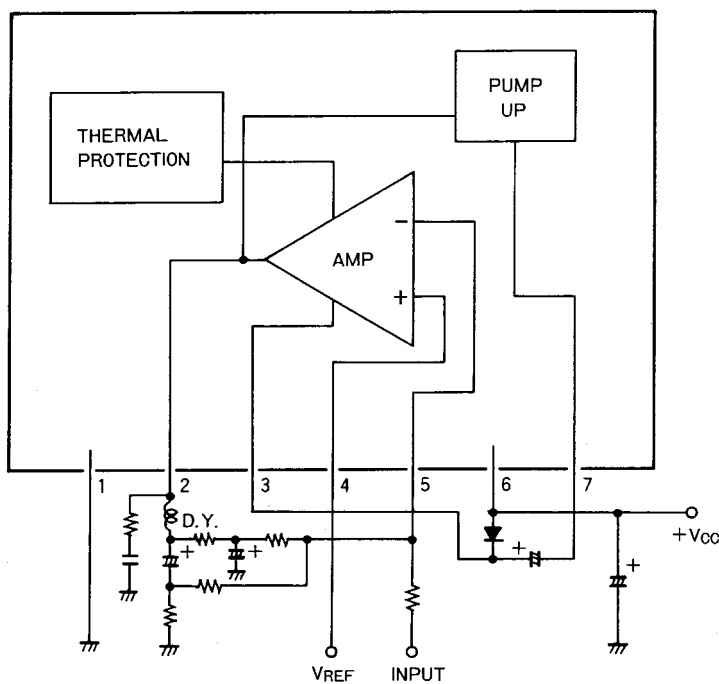 PUMP
UP
THERMAL
PROTECTION
−
AMP
+
1 2 3 4 5 6 7
D.Y.
+ +
+
+
+VCC
VREF INPUT